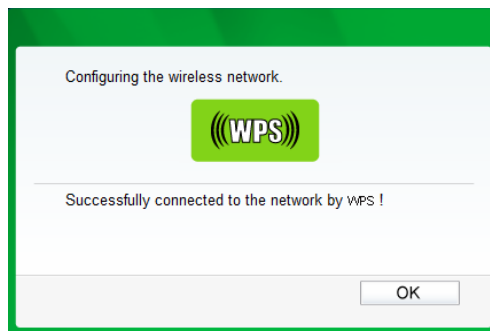 Configuring the wireless network.
(((WPS)))
Successfully connected to the network by WPS !
OK